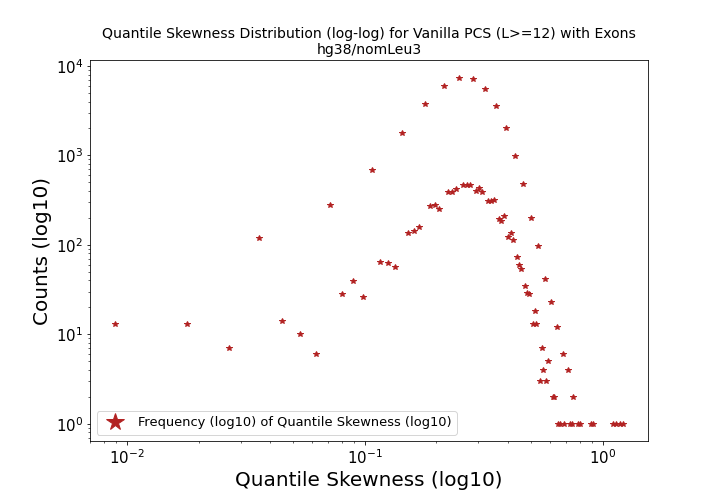 Quantile Skewness Distribution (log-log) for Vanilla PCS (L>=12) with Exons
hg38/nomLeu3
Counts (log10)
10^4
10^3
10^2
10^1
10^0
Frequency (log10) of Quantile Skewness (log10)
10^−2
10^−1
10^0
Quantile Skewness (log10)